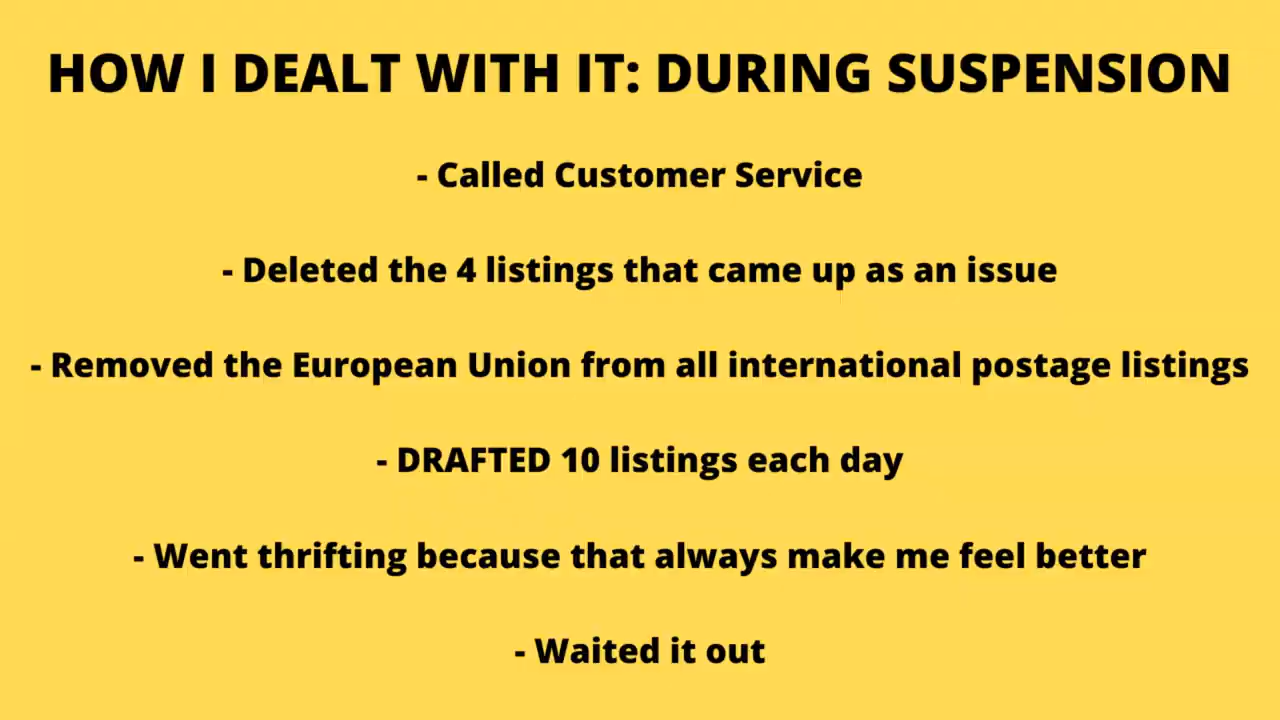 HOW I DEALT WITH IT: DURING SUSPENSION
- Called Customer Service
- Deleted the 4 listings that came up as an issue
- Removed the European Union from all international postage listings
- DRAFTED 10 listings each day
- Went thrifting because that always make me feel better
- Waited it out